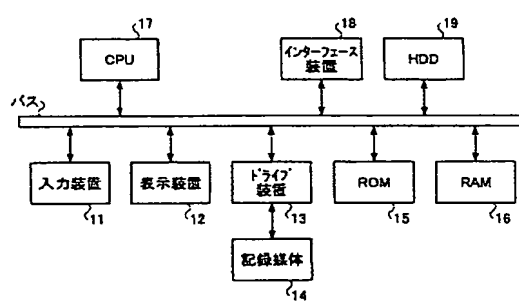 17
CPU
18
インターフェース
装置
19
HDD
バス
入力装置
11
表示装置
12
ドライブ
装置
13
ROM
15
RAM
16
記録媒体
14